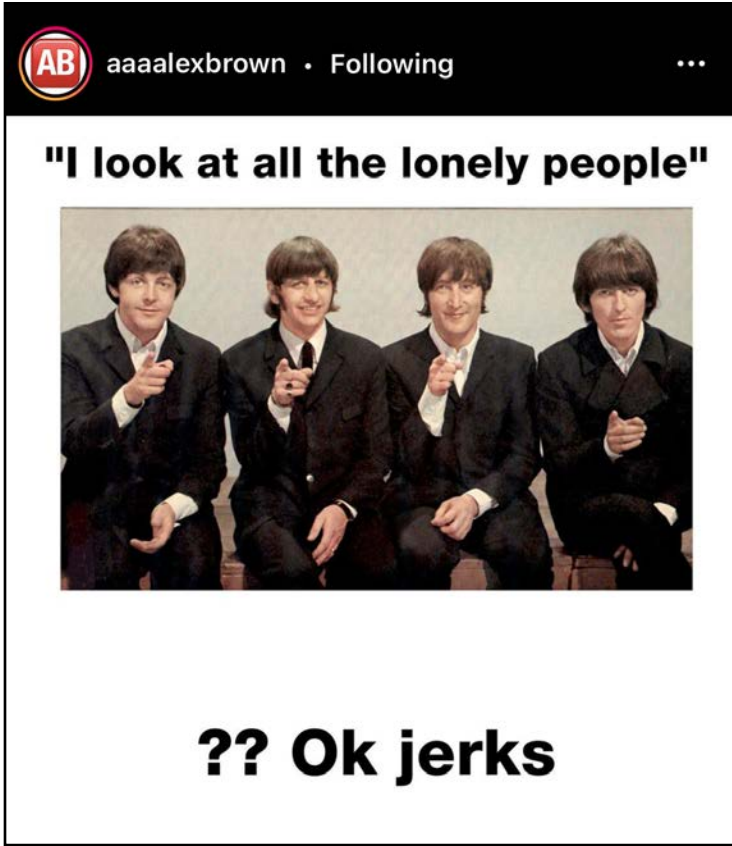 AB aaaalexbrown • Following ...
"I look at all the lonely people"
?? Ok jerks